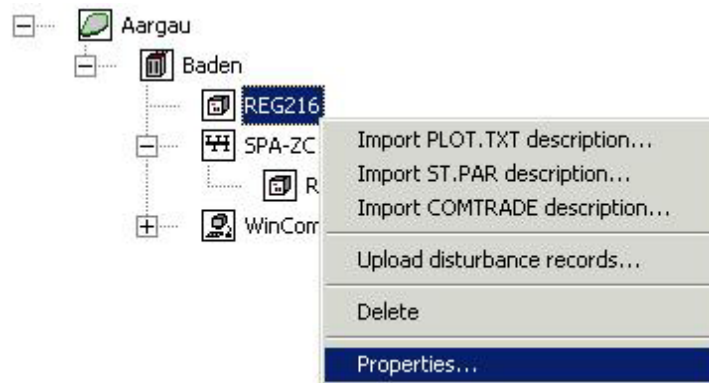 Aargau
Baden
REG216
SPA-ZC
R
WinCom
Import PLOT.TXT description...
Import ST.PAR description...
Import COMTRADE description...
Upload disturbance records...
Delete
Properties...